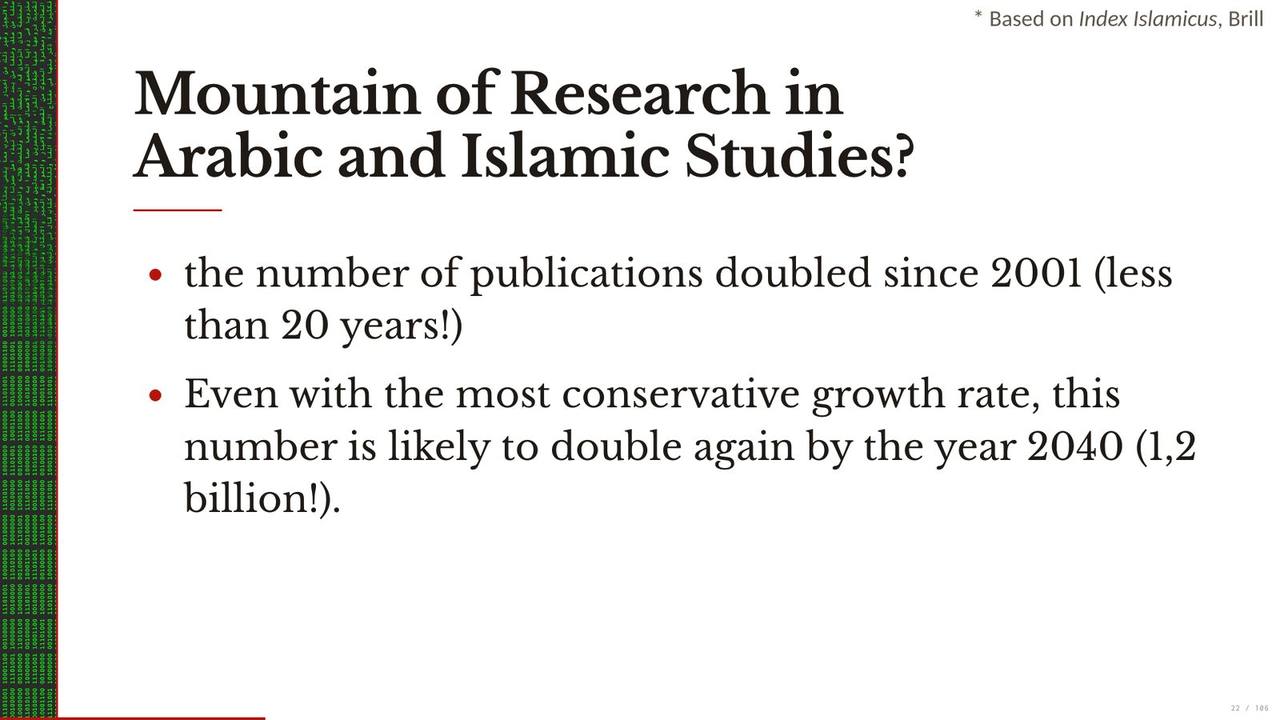 * Based on Index Islamicus, Brill
Mountain of Research in
Arabic and Islamic Studies?
• the number of publications doubled since 2001 (less
than 20 years!)
• Even with the most conservative growth rate, this
number is likely to double again by the year 2040 (1,2
billion!).
22 / 106